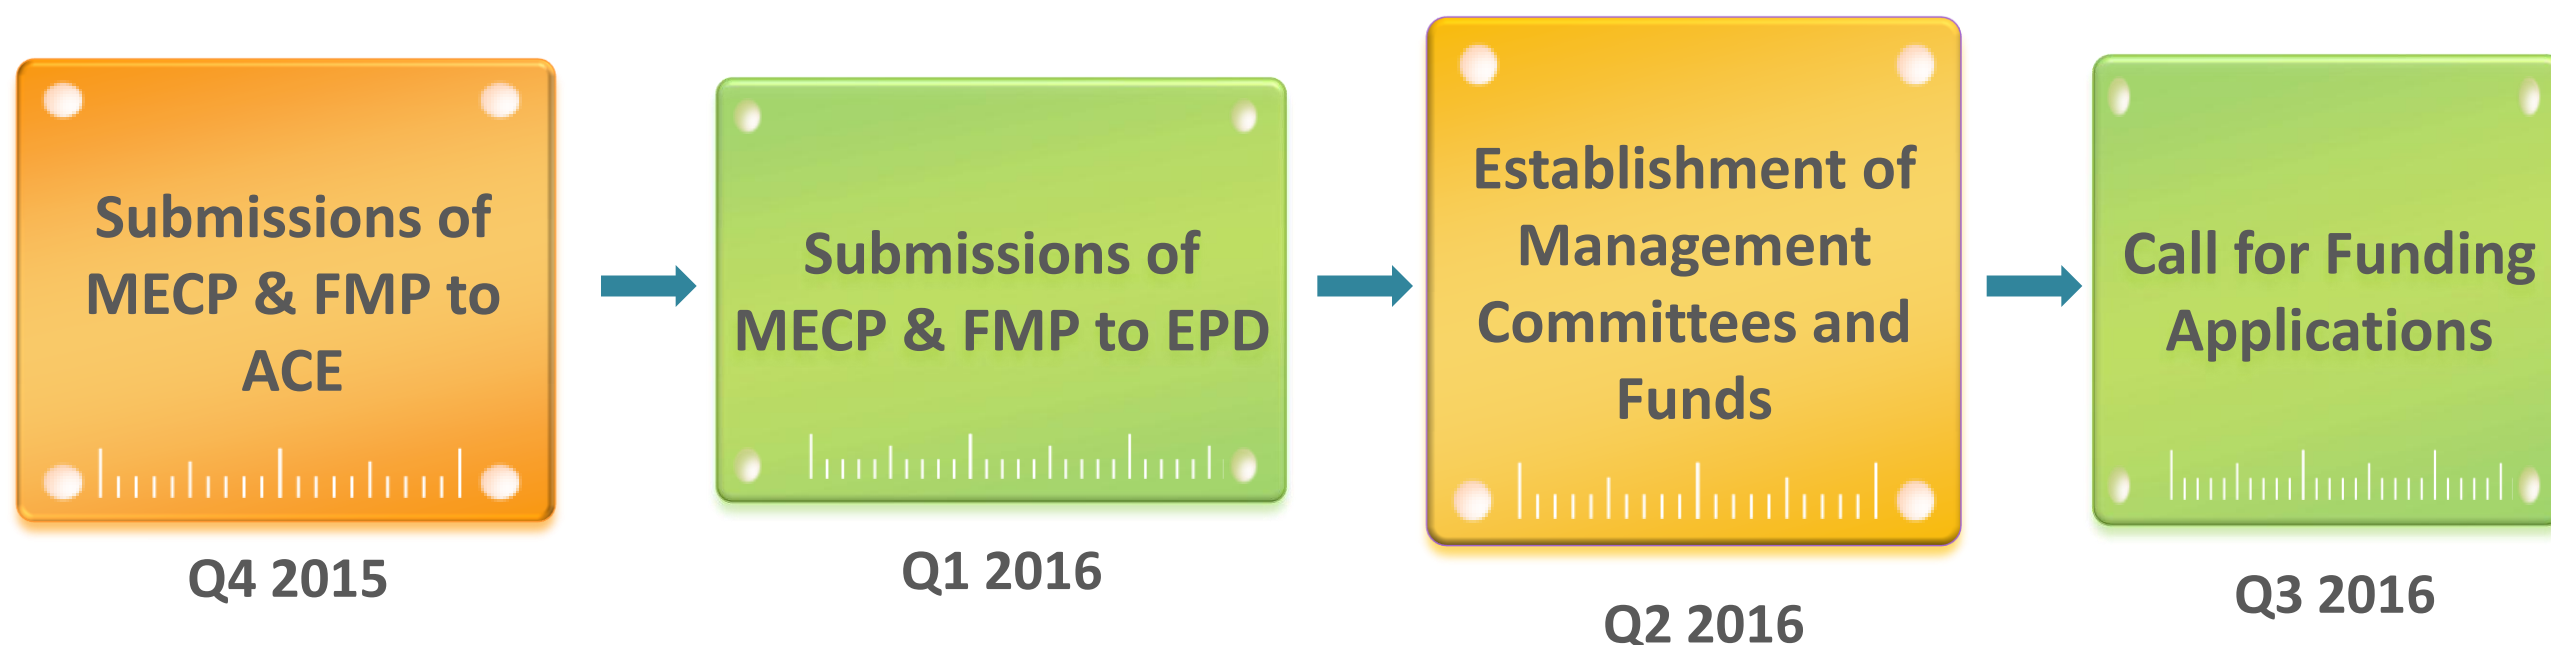 Submissions of
MECP & FMP to
ACE
Q4 2015
Submissions of
MECP & FMP to EPD
Q1 2016
Establishment of
Management
Committees and
Funds
Q2 2016
Call for Funding
Applications
Q3 2016